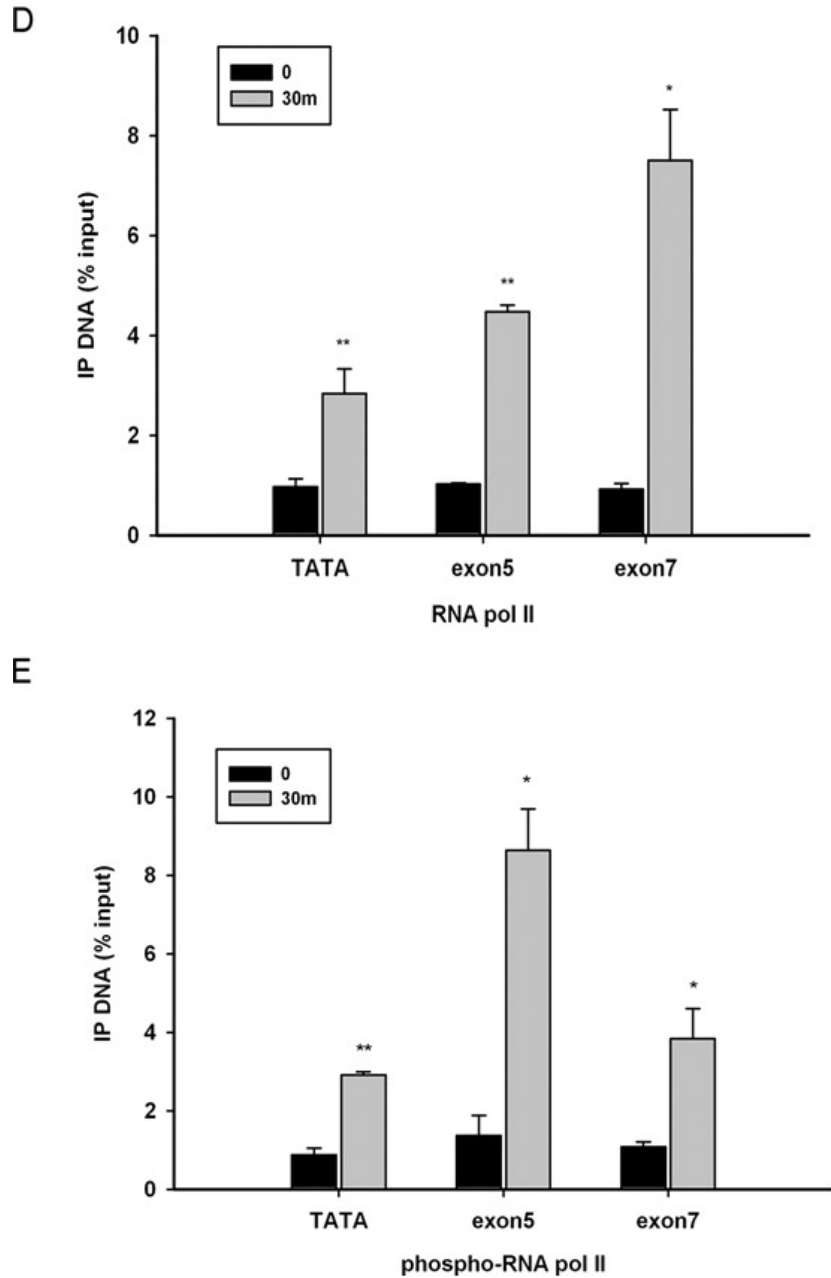 D
10
8
6
4
2
0
IP DNA (% input)
0
30m
**
**
*
TATA exon5 exon7
RNA pol II
E
12
10
8
6
4
2
0
IP DNA (% input)
0
30m
**
*
*
TATA exon5 exon7
phospho-RNA pol II